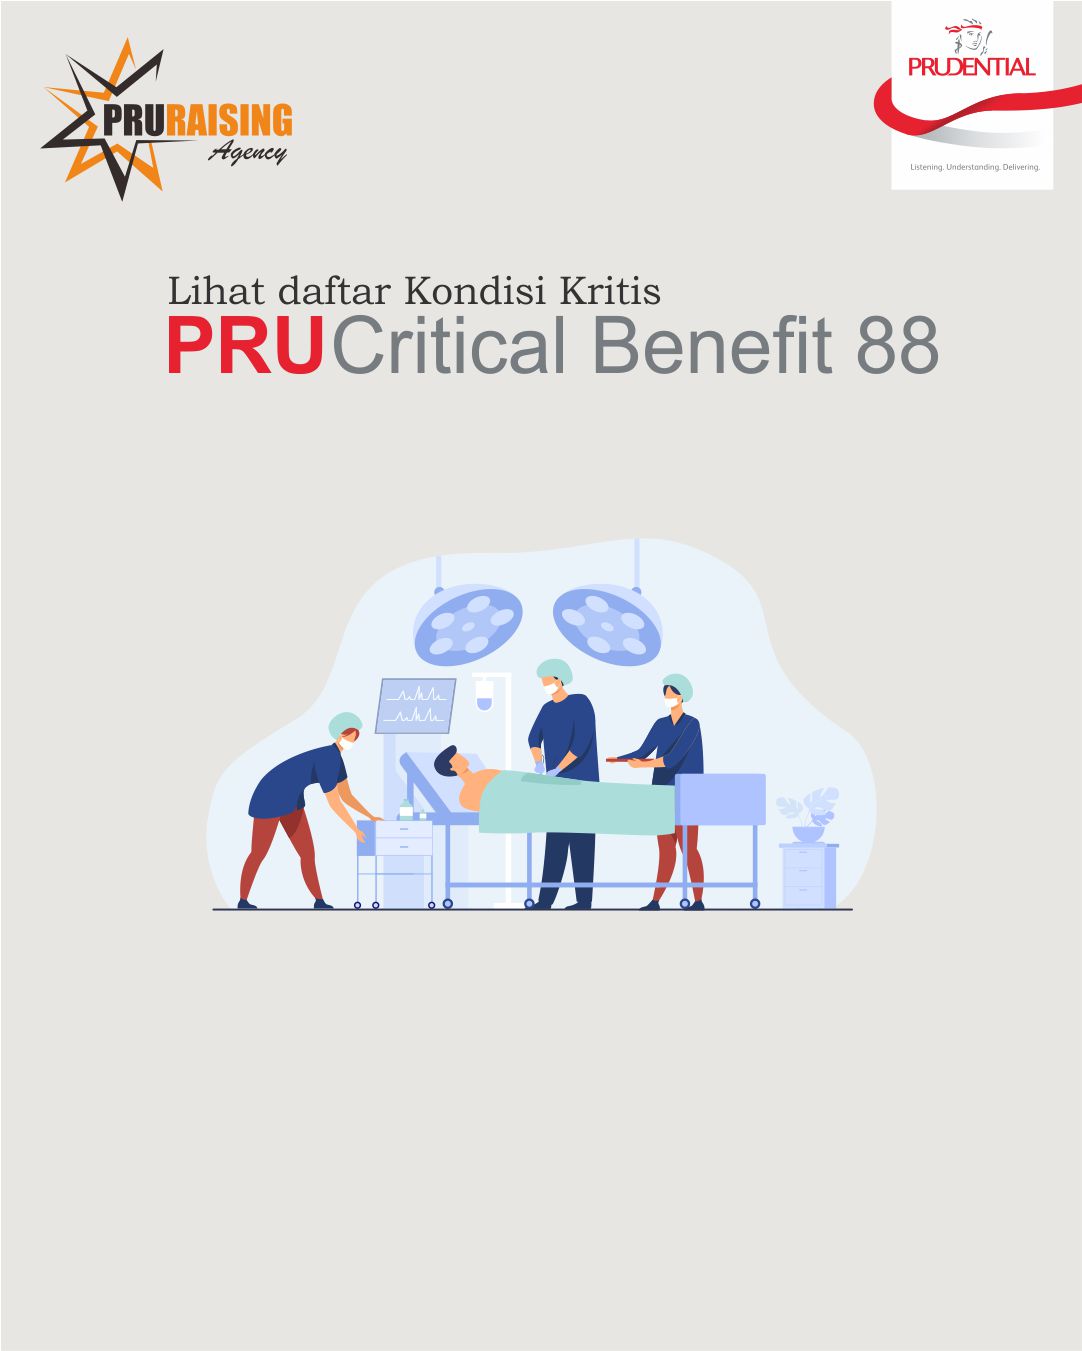 PRURAISING
Agency
PRUDENTIAL
Listening. Understanding. Delivering.
Lihat daftar Kondisi Kritis
PRUCritical Benefit 88